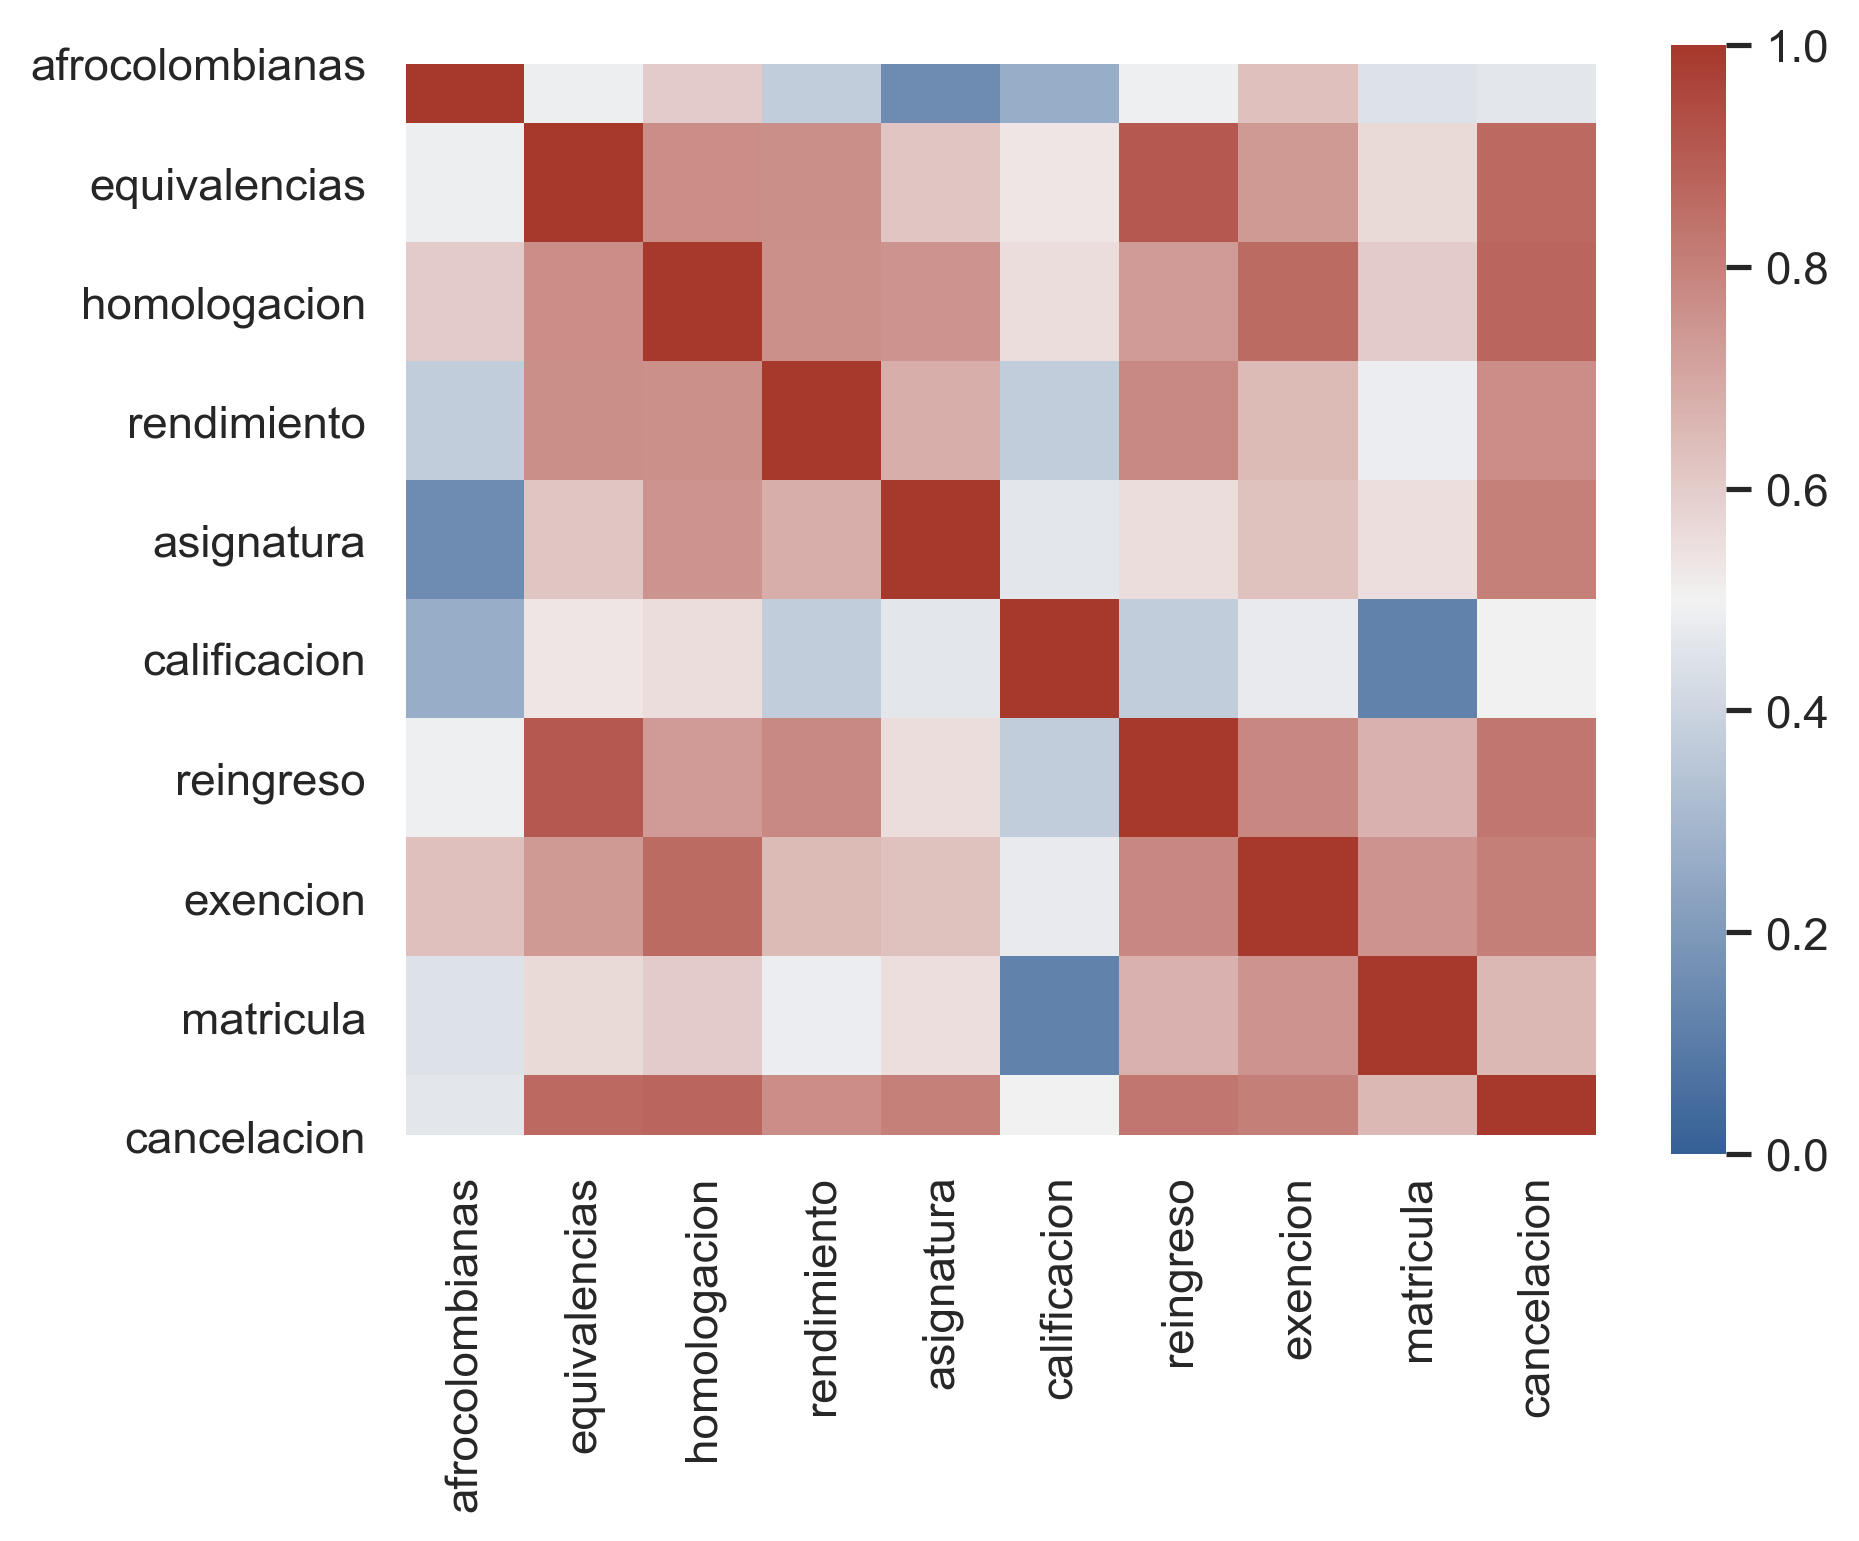 afrocolombianas
equivalencias
homologacion
rendimiento
asignatura
calificacion
reingreso
exencion
matricula
cancelacion
afrocolombianas
equivalencias
homologacion
rendimiento
asignatura
calificacion
reingreso
exencion
matricula
cancelacion
1.0
0.8
0.6
0.4
0.2
0.0